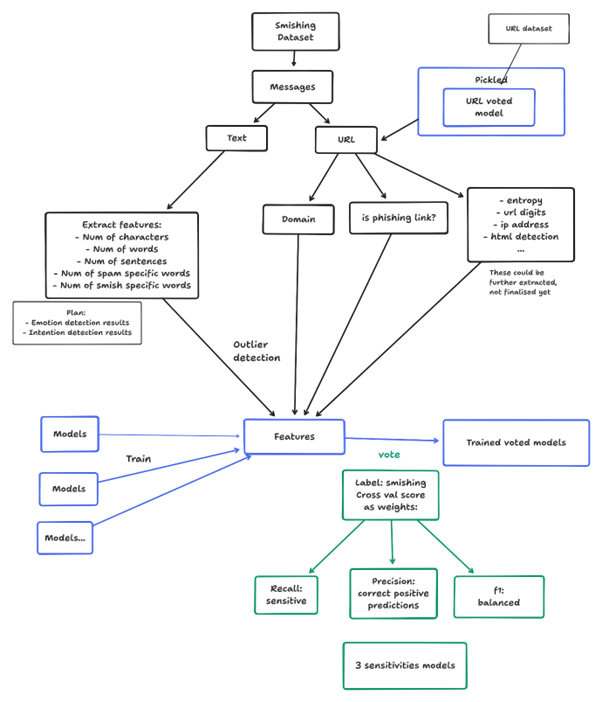 Smishing
Dataset
URL dataset
Messages
Pickled
URL voted
model
Text
URL
Extract features:
- Num of characters
- Num of words
- Num of sentences
- Num of spam specific words
- Num of smish specific words
Domain
is phishing link?
- entropy
- url digits
- ip address
- html detection
...
These could be
further extracted,
not finalised yet
Plan:
- Emotion detection results
- Intention detection results
Outlier
detection
Models
Features
Trained voted models
Train
vote
Models
Label: smishing
Cross val score
as weights:
Models...
Recall:
sensitive
Precision:
correct positive
predictions
f1:
balanced
3 sensitivities models